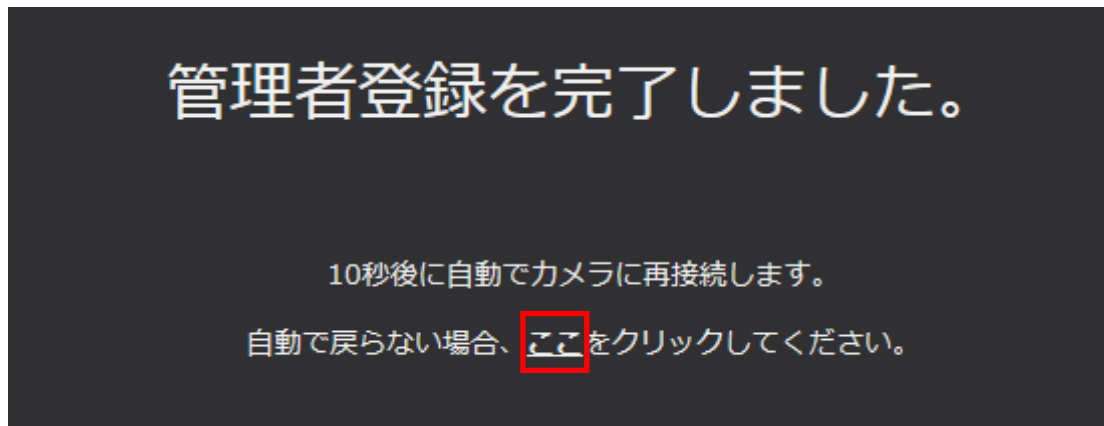 管理者登録を完了しました。
10秒後に自動でカメラに再接続します。
自動で戻らない場合、ここをクリックしてください。